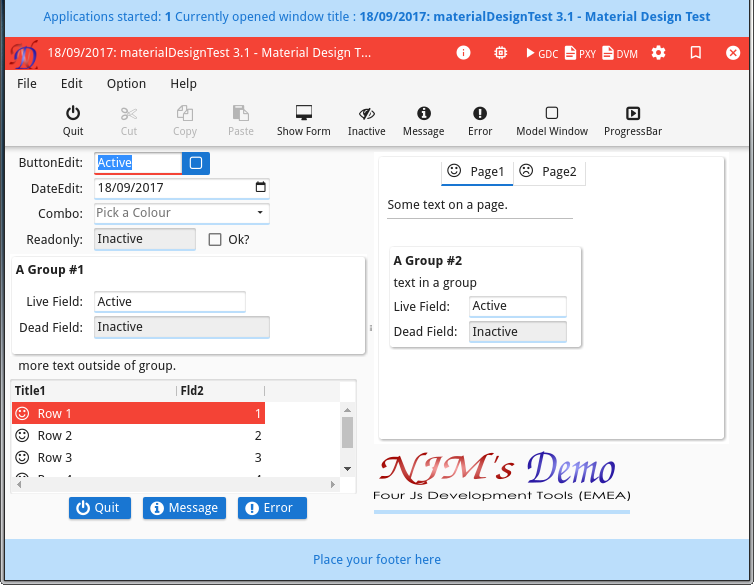 Applications started: 1 Currently opened window title : 18/09/2017: materialDesignTest 3.1 - Material Design Test
18/09/2017: materialDesignTest 3.1 - Material Design T... GDC PXY DVM
File Edit Option Help
Quit Cut Copy Paste Show Form Inactive Message Error Model Window ProgressBar
ButtonEdit: Active
DateEdit: 18/09/2017
Combo: Pick a Colour
Readonly: Inactive Ok?
A Group #1
Live Field: Active
Dead Field: Inactive
more text outside of group.
Title1 Fld2
Row 1 1
Row 2 2
Row 3 3
Quit Message Error
Page1 Page2
Some text on a page.
A Group #2
text in a group
Live Field: Active
Dead Field: Inactive
NJM's Demo
Four Js Development Tools (EMEA)
Place your footer here